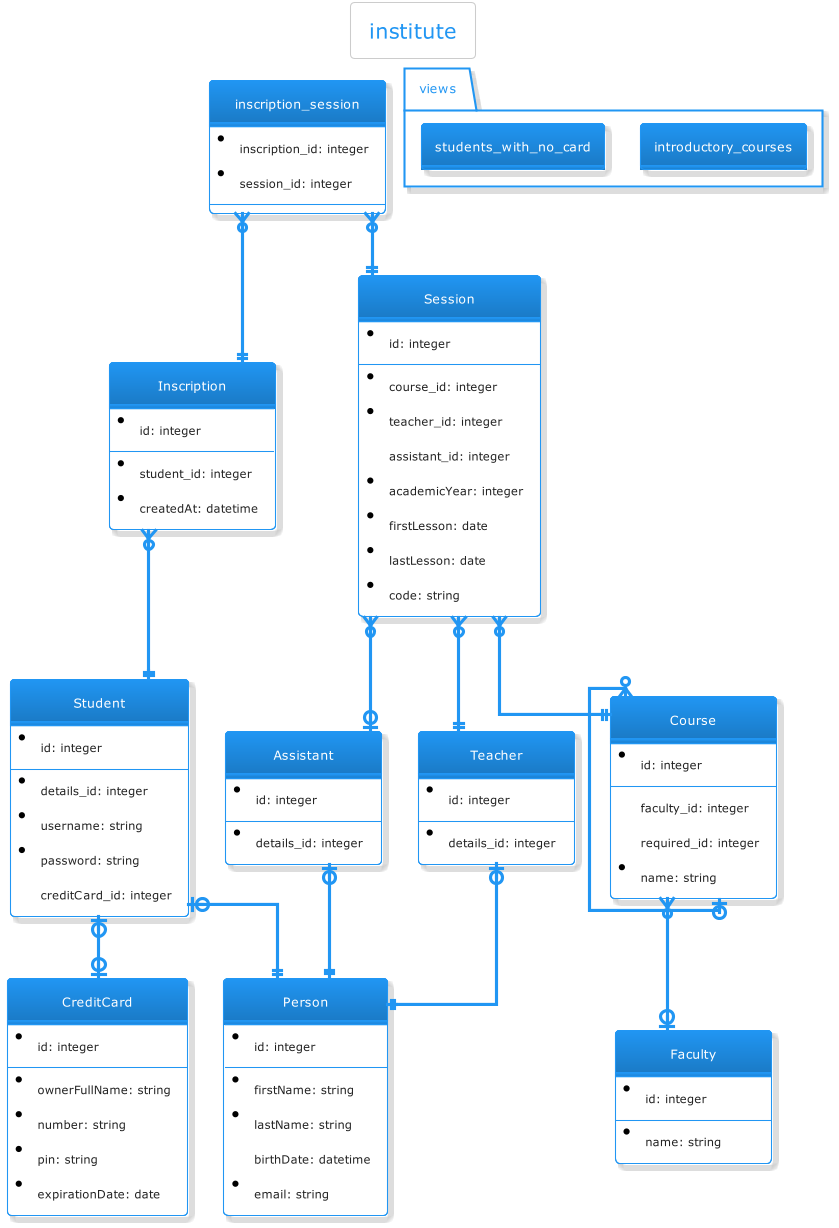 institute
views
students_with_no_card
introductory_courses
inscription_session
inscription_id: integer
session_id: integer
Session
id: integer
course_id: integer
teacher_id: integer
assistant_id: integer
academicYear: integer
firstLesson: date
lastLesson: date
code: string
Inscription
id: integer
student_id: integer
createdAt: datetime
Student
id: integer
details_id: integer
username: string
password: string
creditCard_id: integer
Assistant
id: integer
details_id: integer
Teacher
id: integer
details_id: integer
Course
id: integer
faculty_id: integer
required_id: integer
name: string
CreditCard
id: integer
ownerFullName: string
number: string
pin: string
expirationDate: date
Person
id: integer
firstName: string
lastName: string
birthDate: datetime
email: string
Faculty
id: integer
name: string